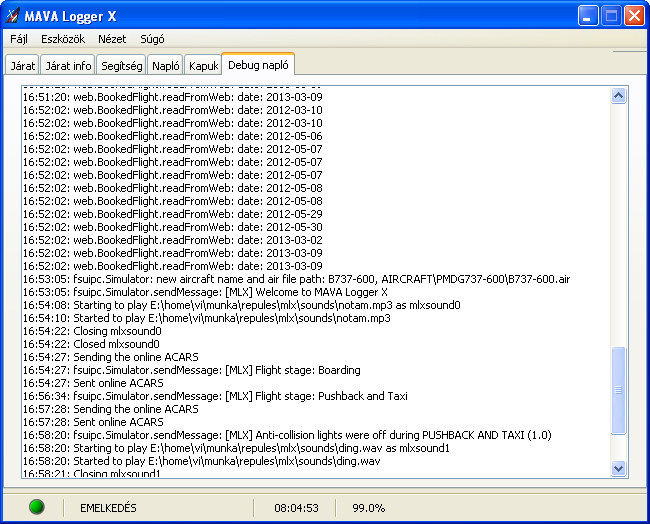 MAVA Logger X
Fájl Eszközök Nézet Súgó
Járat Járat info Segítség Napló Kapuk Debug napló
16:51:20: web.BookedFlight.readFromWeb: date: 2013-03-09
16:52:02: web.BookedFlight.readFromWeb: date: 2012-03-10
16:52:02: web.BookedFlight.readFromWeb: date: 2012-03-10
16:52:02: web.BookedFlight.readFromWeb: date: 2012-05-06
16:52:02: web.BookedFlight.readFromWeb: date: 2012-05-07
16:52:02: web.BookedFlight.readFromWeb: date: 2012-05-07
16:52:02: web.BookedFlight.readFromWeb: date: 2012-05-07
16:52:02: web.BookedFlight.readFromWeb: date: 2012-05-08
16:52:02: web.BookedFlight.readFromWeb: date: 2012-05-08
16:52:02: web.BookedFlight.readFromWeb: date: 2012-05-29
16:52:02: web.BookedFlight.readFromWeb: date: 2012-05-30
16:52:02: web.BookedFlight.readFromWeb: date: 2013-03-02
16:52:02: web.BookedFlight.readFromWeb: date: 2013-03-09
16:52:02: web.BookedFlight.readFromWeb: date: 2013-03-09
16:53:05: fsuipc.Simulator: new aircraft name and air file path: B737-600, AIRCRAFT\PMDG737-600\B737-600.air
16:53:05: fsuipc.Simulator.sendMessage: [MLX] Welcome to MAVA Logger X
16:54:08: Starting to play E:\home\vi\munka\repules\mlx\sounds\notam.mp3 as mlxsound0
16:54:10: Started to play E:\home\vi\munka\repules\mlx\sounds\notam.mp3
16:54:22: Closing mlxsound0
16:54:22: Closed mlxsound0
16:54:27: Sending the online ACARS
16:54:27: fsuipc.Simulator.sendMessage: [MLX] Flight stage: Boarding
16:54:27: Sent online ACARS
16:56:34: fsuipc.Simulator.sendMessage: [MLX] Flight stage: Pushback and Taxi
16:57:28: Sending the online ACARS
16:57:28: Sent online ACARS
16:58:20: fsuipc.Simulator.sendMessage: [MLX] Anti-collision lights were off during PUSHBACK AND TAXI (1.0)
16:58:20: Starting to play E:\home\vi\munka\repules\mlx\sounds\ding.wav as mlxsound1
16:58:20: Started to play E:\home\vi\munka\repules\mlx\sounds\ding.wav
16:58:21: Closing mlxsound1
EMELKEDÉS 08:04:53 99.0%